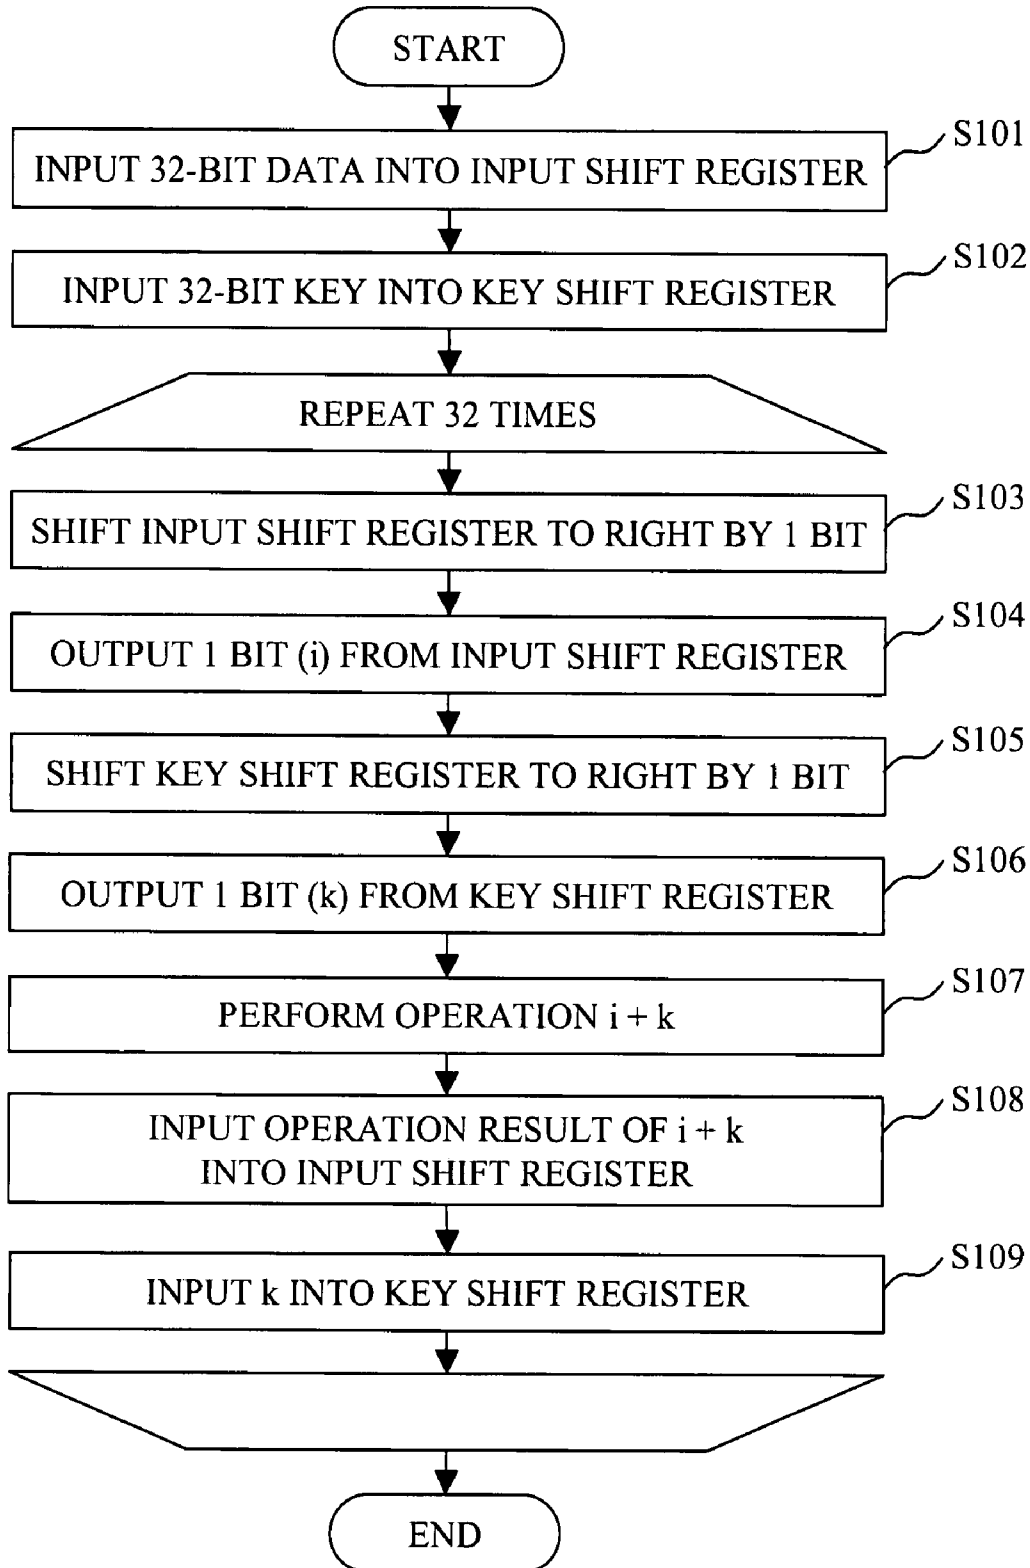 START
S101
INPUT 32-BIT DATA INTO INPUT SHIFT REGISTER
S102
INPUT 32-BIT KEY INTO KEY SHIFT REGISTER
REPEAT 32 TIMES
S103
SHIFT INPUT SHIFT REGISTER TO RIGHT BY 1 BIT
S104
OUTPUT 1 BIT (i) FROM INPUT SHIFT REGISTER
S105
SHIFT KEY SHIFT REGISTER TO RIGHT BY 1 BIT
S106
OUTPUT 1 BIT (k) FROM KEY SHIFT REGISTER
S107
PERFORM OPERATION i + k
S108
INPUT OPERATION RESULT OF i + k
INTO INPUT SHIFT REGISTER
S109
INPUT k INTO KEY SHIFT REGISTER
END